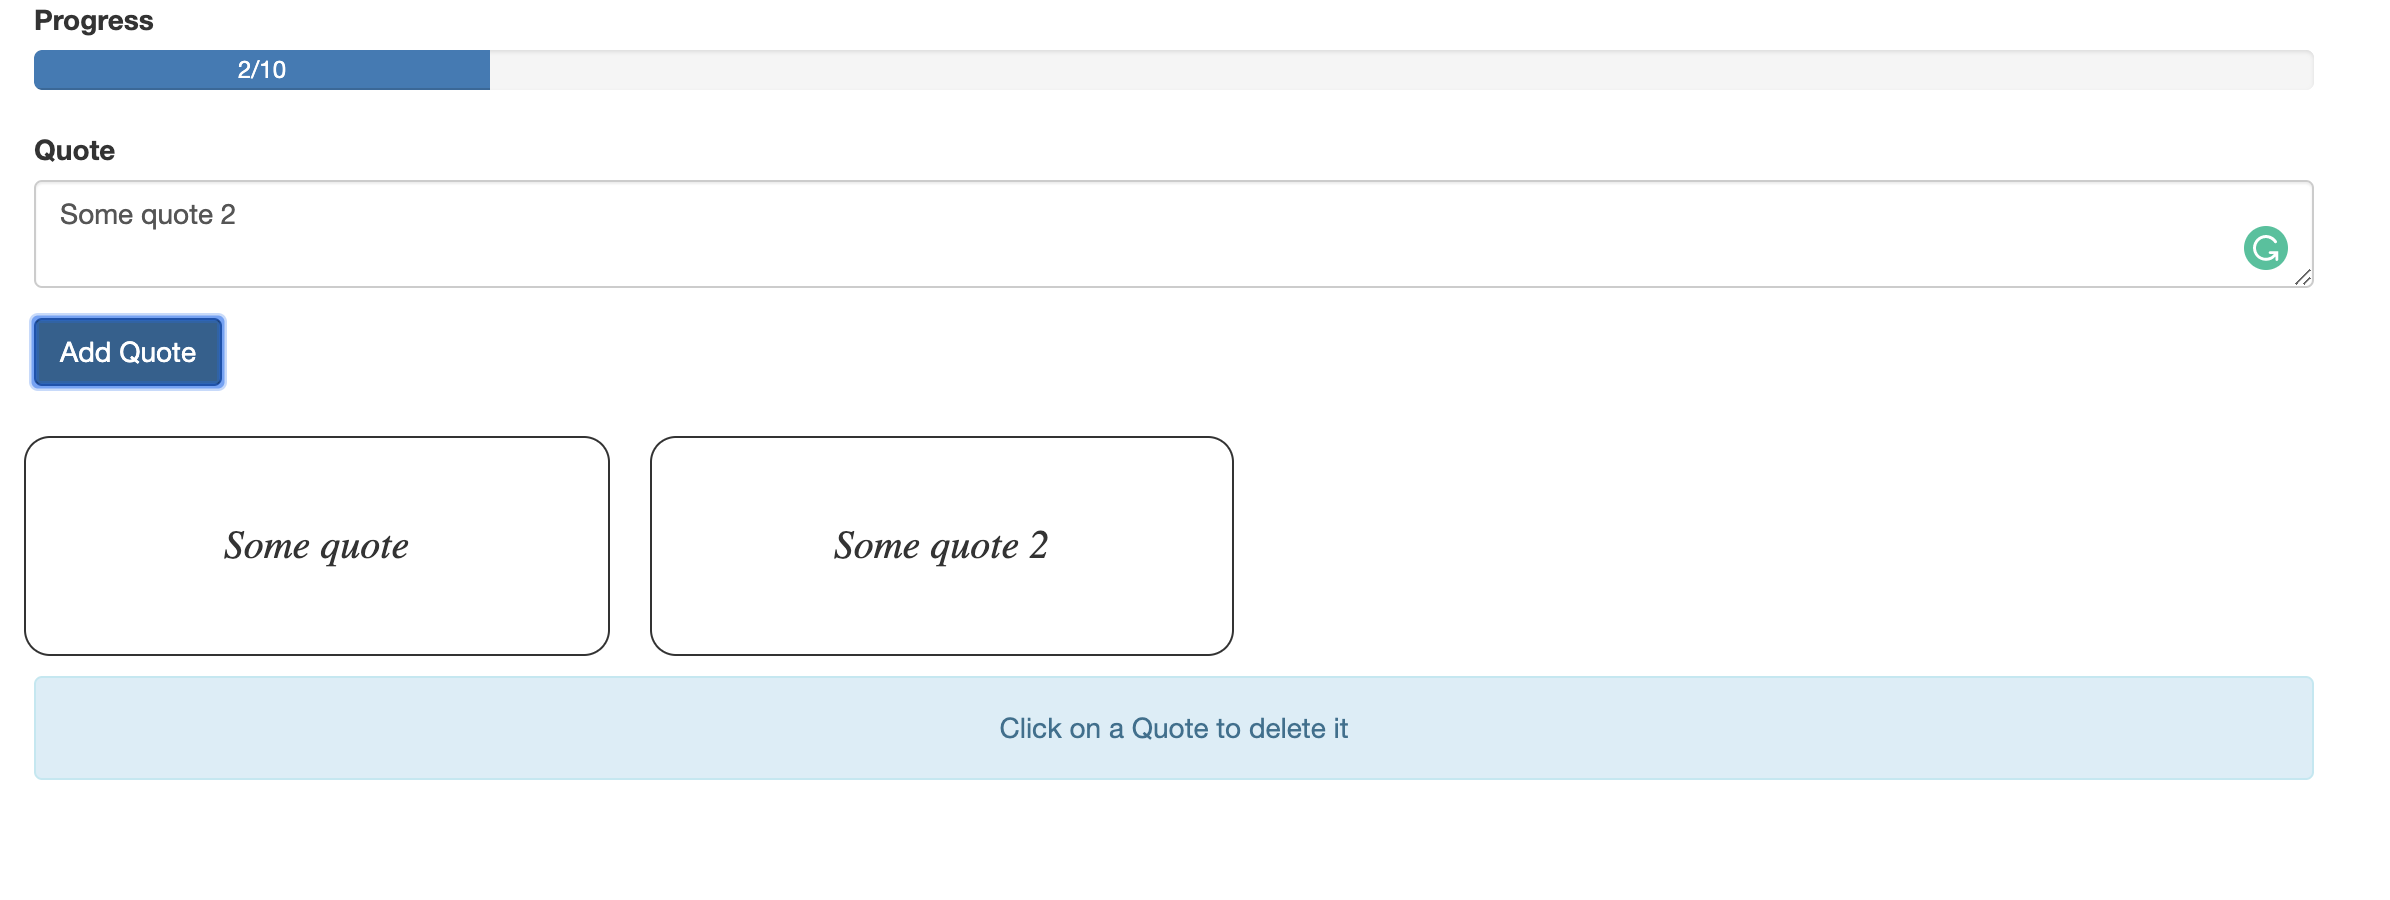 Progress
2/10
Quote
Some quote 2
Add Quote
Some quote
Some quote 2
Click on a Quote to delete it